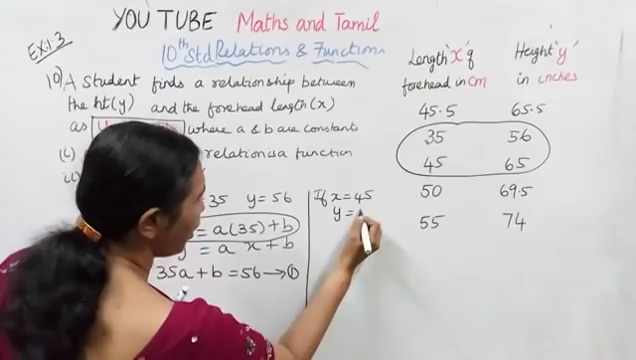 YOU TUBE Maths and Tamil
Ex:1.3
10th Std Relations & Functions
10) A student finds a relationship between
the ht(y) and the forehead length (x)
as where a & b are constants
(i) relation is a function
35 y=56
= a(35)+b
y = a x + b
35a+b=56→①
If x=45
y=
Length 'x' of Height 'y'
forehead in cm in inches
45.5 65.5
35 56
45 65
50 69.5
55 74